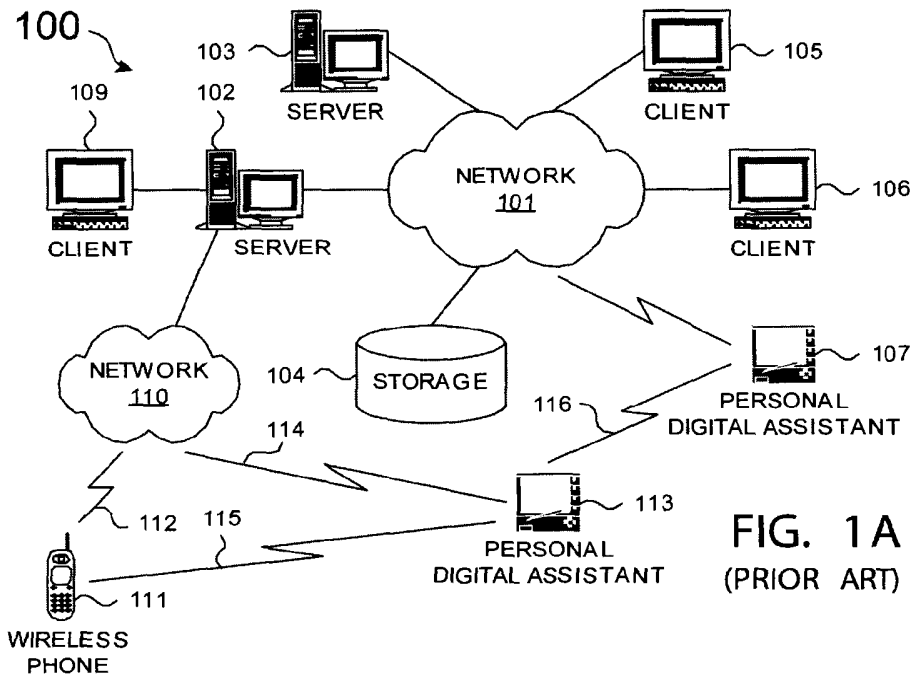 100
103
SERVER
105
CLIENT
109
CLIENT
102
SERVER
NETWORK
101
106
CLIENT
NETWORK
110
104
STORAGE
107
PERSONAL
DIGITAL ASSISTANT
116
114
112
115
113
PERSONAL
DIGITAL ASSISTANT
111
WIRELESS
PHONE
FIG. 1A
(PRIOR ART)